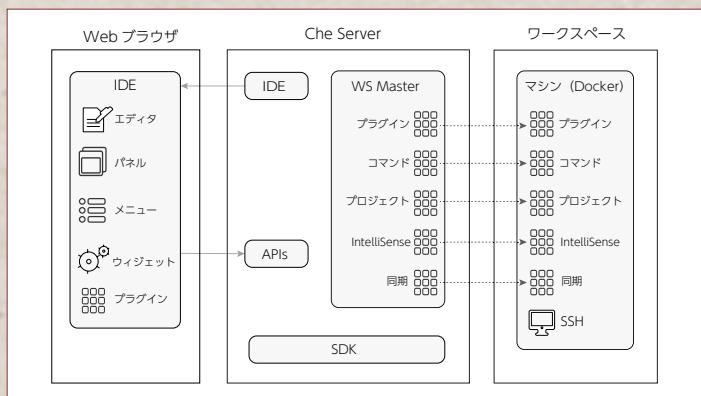 Web ブラウザ
IDE
エディタ
パネル
メニュー
ウィジェット
プラグイン
Che Server
IDE
APIs
WS Master
プラグイン
コマンド
プロジェクト
IntelliSense
同期
SDK
ワークスペース
マシン（Docker）
プラグイン
コマンド
プロジェクト
IntelliSense
同期
SSH